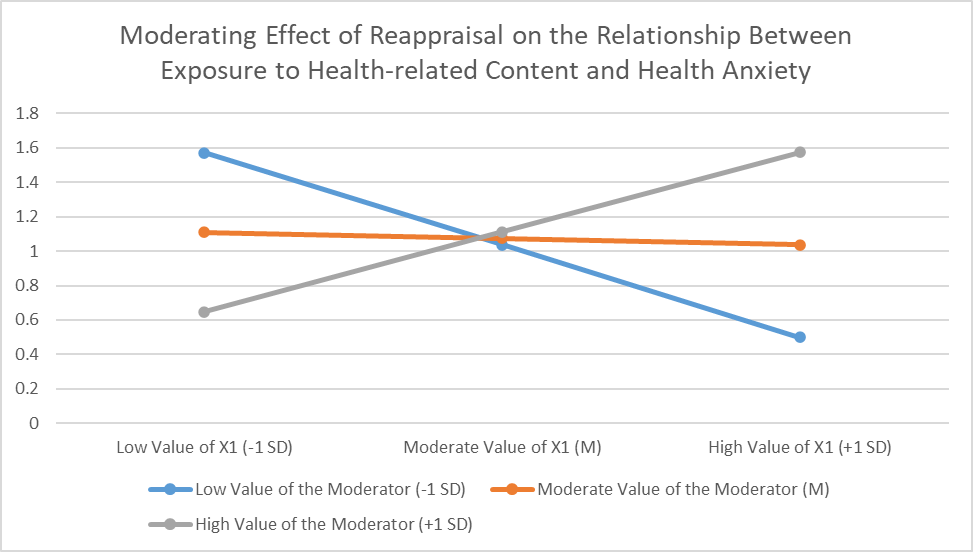 Moderating Effect of Reappraisal on the Relationship Between
Exposure to Health-related Content and Health Anxiety
1.8
1.6
1.4
1.2
1
0.8
0.6
0.4
0.2
0
Low Value of X1 (-1 SD)
Moderate Value of X1 (M)
High Value of X1 (+1 SD)
Low Value of the Moderator (-1 SD)
Moderate Value of the Moderator (M)
High Value of the Moderator (+1 SD)